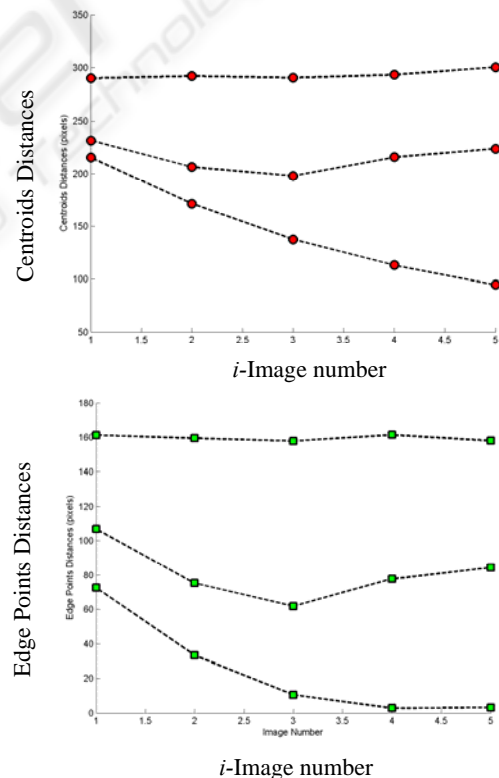 Technolo
350
300
250
200
150
100
50
Centroids Distances
Centroids Distances (pixels)
1 1.5 2 2.5 3 3.5 4 4.5 5
i-Image number
180
160
140
120
100
80
60
40
20
0
Edge Points Distances
Edge Points Distances (pixels)
1 1.5 2 2.5 3 3.5 4 4.5 5
Image Number
i-Image number